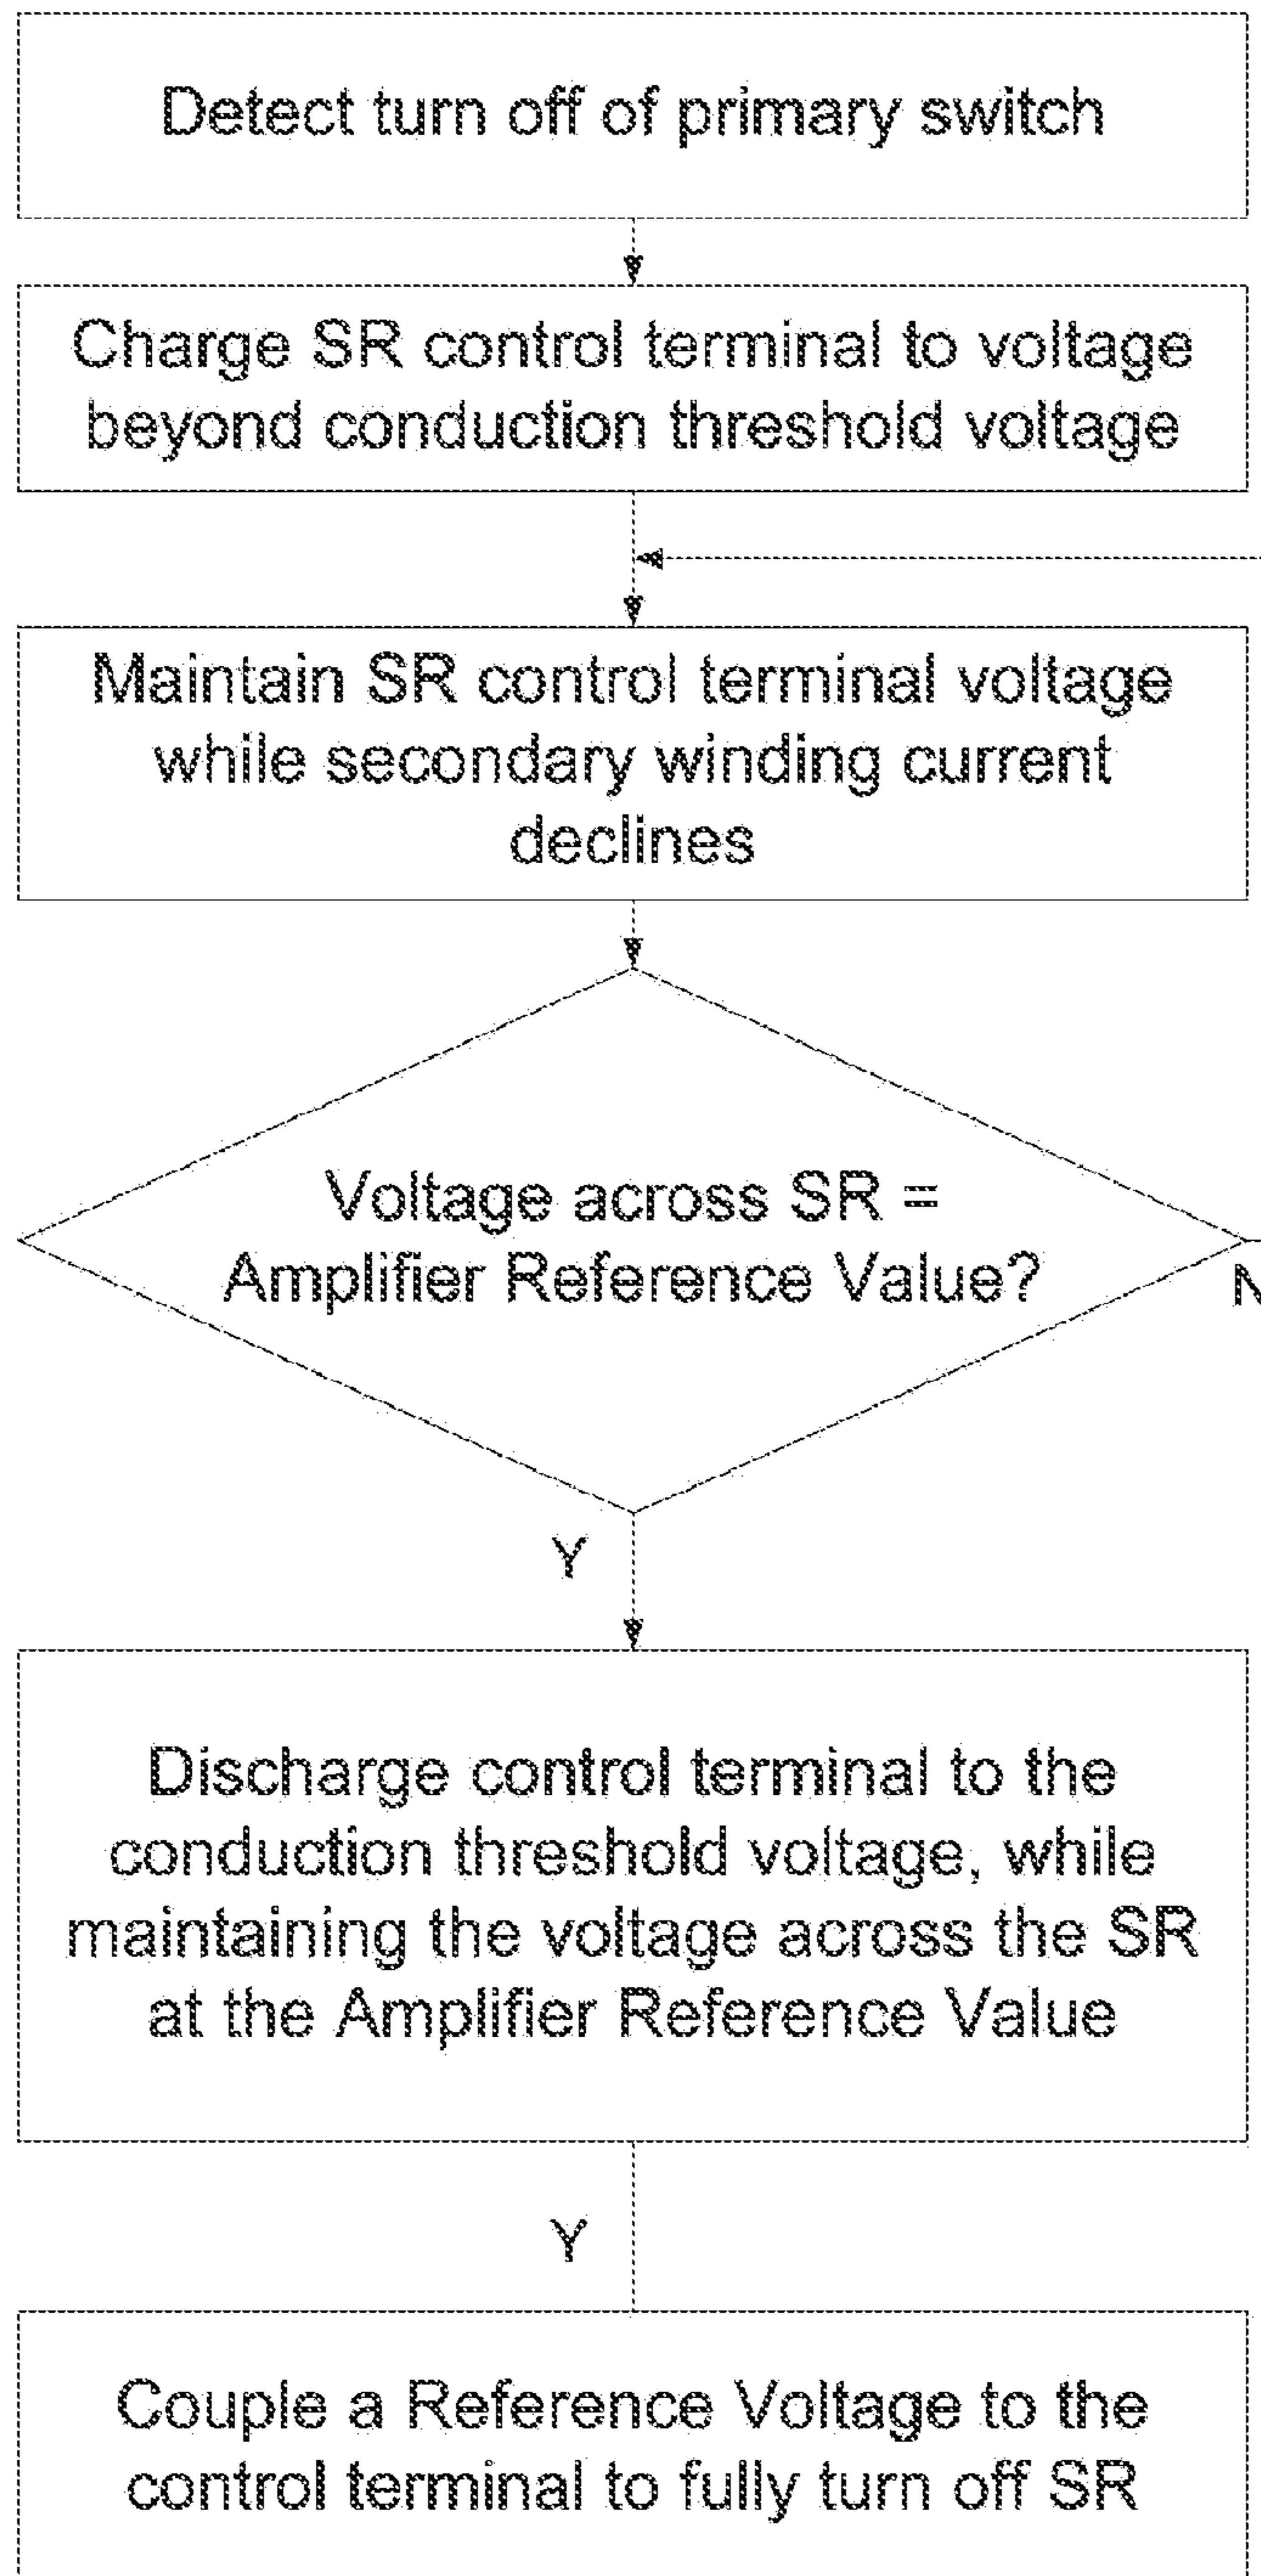 Detect turn off of primary switch
Charge SR control terminal to voltage
beyond conduction threshold voltage
Maintain SR control terminal voltage
while secondary winding current
declines
Voltage across SR =
Amplifier Reference Value?
N
Y
Discharge control terminal to the
conduction threshold voltage, while
maintaining the voltage across the SR
at the Amplifier Reference Value
Y
Couple a Reference Voltage to the
control terminal to fully turn off SR